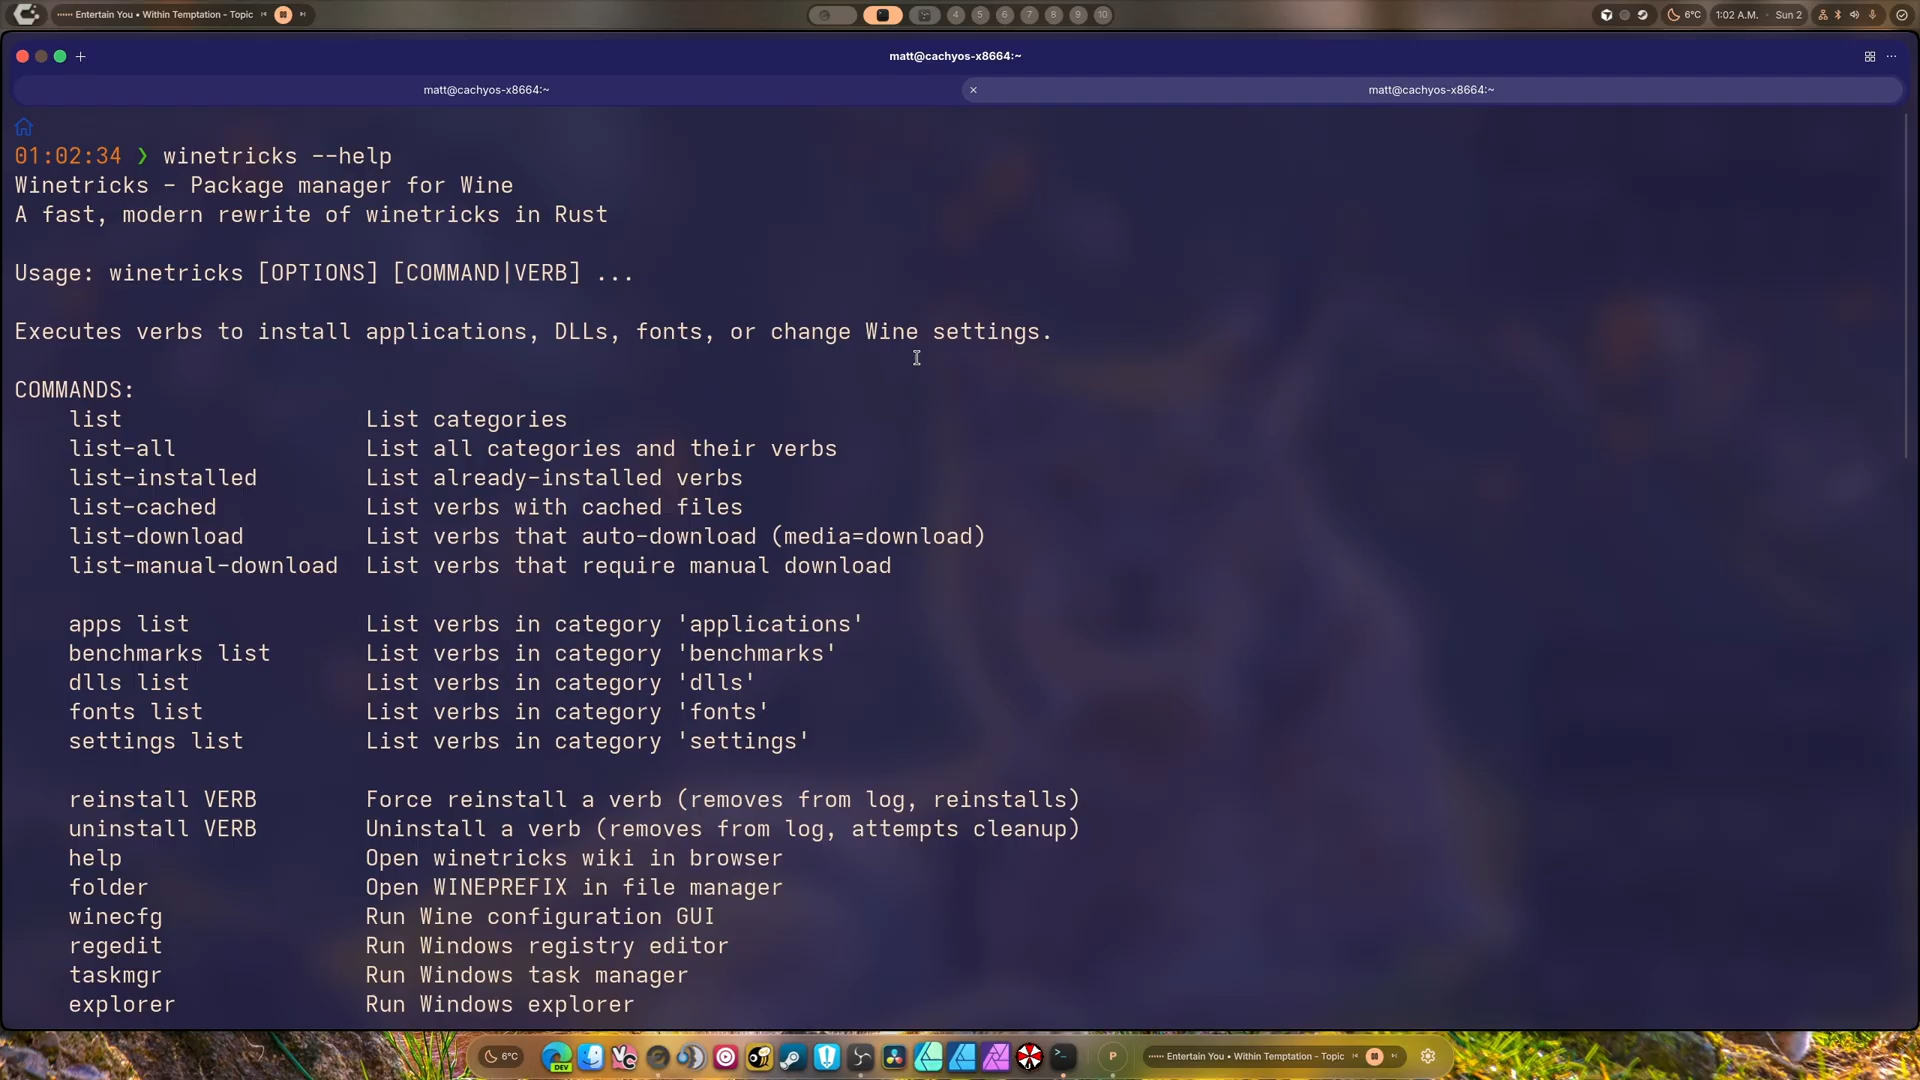 Entertain You • Within Temptation - Topic
4 5 6 7 8 9 10
6°C
1:02 A.M. · Sun 2
matt@cachyos-x8664:~
matt@cachyos-x8664:~
matt@cachyos-x8664:~
01:02:34 ❯ winetricks --help
Winetricks - Package manager for Wine
A fast, modern rewrite of winetricks in Rust
Usage: winetricks [OPTIONS] [COMMAND|VERB] ...
Executes verbs to install applications, DLLs, fonts, or change Wine settings.
COMMANDS:
list List categories
list-all List all categories and their verbs
list-installed List already-installed verbs
list-cached List verbs with cached files
list-download List verbs that auto-download (media=download)
list-manual-download List verbs that require manual download
apps list List verbs in category 'applications'
benchmarks list List verbs in category 'benchmarks'
dlls list List verbs in category 'dlls'
fonts list List verbs in category 'fonts'
settings list List verbs in category 'settings'
reinstall VERB Force reinstall a verb (removes from log, reinstalls)
uninstall VERB Uninstall a verb (removes from log, attempts cleanup)
help Open winetricks wiki in browser
folder Open WINEPREFIX in file manager
winecfg Run Wine configuration GUI
regedit Run Windows registry editor
taskmgr Run Windows task manager
explorer Run Windows explorer
6°C
DEV
P
Entertain You • Within Temptation - Topic